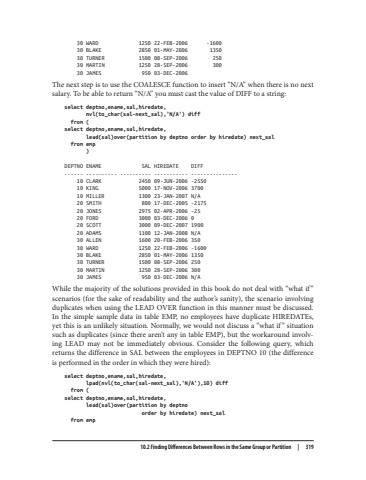 30 WARD 1250 22-FEB-2006 -1600
30 BLAKE 2850 01-MAY-2006 1350
30 TURNER 1500 08-SEP-2006 250
30 MARTIN 1250 28-SEP-2006 300
30 JAMES 950 03-DEC-2006
The next step is to use the COALESCE function to insert "N/A" when there is no next
salary. To be able to return "N/A" you must cast the value of DIFF to a string:
select deptno,ename,sal,hiredate,
nvl(to_char(sal-next_sal),'N/A') diff
from (
select deptno,ename,sal,hiredate,
lead(sal)over(partition by deptno order by hiredate) next_sal
from emp
)
DEPTNO ENAME SAL HIREDATE DIFF
------ ---------- ---------- ----------- ---------------
10 CLARK 2450 09-JUN-2006 -2550
10 KING 5000 17-NOV-2006 3700
10 MILLER 1300 23-JAN-2007 N/A
20 SMITH 800 17-DEC-2005 -2175
20 JONES 2975 02-APR-2006 -25
20 FORD 3000 03-DEC-2006 0
20 SCOTT 3000 09-DEC-2007 1900
20 ADAMS 1100 12-JAN-2008 N/A
30 ALLEN 1600 20-FEB-2006 350
30 WARD 1250 22-FEB-2006 -1600
30 BLAKE 2850 01-MAY-2006 1350
30 TURNER 1500 08-SEP-2006 250
30 MARTIN 1250 28-SEP-2006 300
30 JAMES 950 03-DEC-2006 N/A
While the majority of the solutions provided in this book do not deal with "what if"
scenarios (for the sake of readability and the author's sanity), the scenario involving
duplicates when using the LEAD OVER function in this manner must be discussed.
In the simple sample data in table EMP, no employees have duplicate HIREDATEs,
yet this is an unlikely situation. Normally, we would not discuss a "what if" situation
such as duplicates (since there aren't any in table EMP), but the workaround involv-
ing LEAD may not be immediately obvious. Consider the following query, which
returns the difference in SAL between the employees in DEPTNO 10 (the difference
is performed in the order in which they were hired):
select deptno,ename,sal,hiredate,
lpad(nvl(to_char(sal-next_sal),'N/A'),10) diff
from (
select deptno,ename,sal,hiredate,
lead(sal)over(partition by deptno
order by hiredate) next_sal
from emp
10.2 Finding Differences Between Rows in the Same Group or Partition | 319